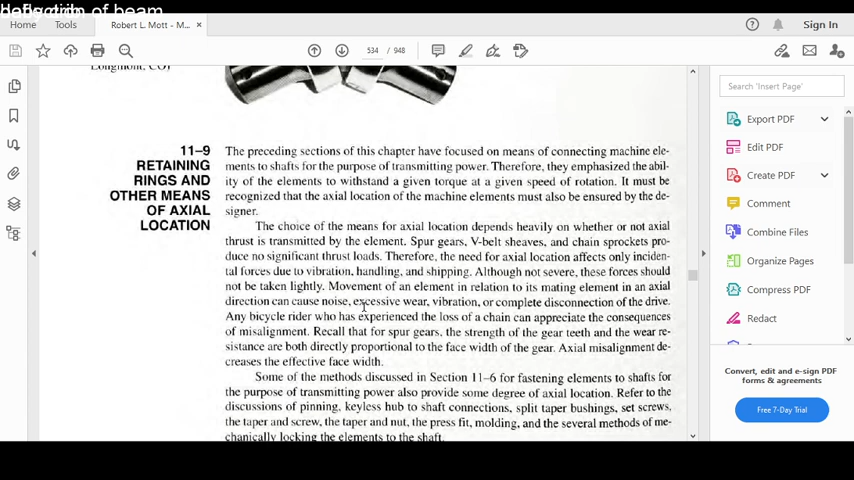 of beam
Home
Tools
Robert L. Mott - M...
×
Sign In
534 / 948
Longmont, CO)
11–9
RETAINING
RINGS AND
OTHER MEANS
OF AXIAL
LOCATION
The preceding sections of this chapter have focused on means of connecting machine ele-
ments to shafts for the purpose of transmitting power. Therefore, they emphasized the abil-
ity of the elements to withstand a given torque at a given speed of rotation. It must be
recognized that the axial location of the machine elements must also be ensured by the de-
signer.
The choice of the means for axial location depends heavily on whether or not axial
thrust is transmitted by the element. Spur gears, V-belt sheaves, and chain sprockets pro-
duce no significant thrust loads. Therefore, the need for axial location affects only inciden-
tal forces due to vibration, handling, and shipping. Although not severe, these forces should
not be taken lightly. Movement of an element in relation to its mating element in an axial
direction can cause noise, excessive wear, vibration, or complete disconnection of the drive.
Any bicycle rider who has experienced the loss of a chain can appreciate the consequences
of misalignment. Recall that for spur gears, the strength of the gear teeth and the wear re-
sistance are both directly proportional to the face width of the gear. Axial misalignment de-
creases the effective face width.
Some of the methods discussed in Section 11–6 for fastening elements to shafts for
the purpose of transmitting power also provide some degree of axial location. Refer to the
discussions of pinning, keyless hub to shaft connections, split taper bushings, set screws,
the taper and screw, the taper and nut, the press fit, molding, and the several methods of me-
chanically locking the elements to the shaft.
Search 'Insert Page'
Export PDF
Edit PDF
Create PDF
Comment
Combine Files
Organize Pages
Compress PDF
Redact
Convert, edit and e-sign PDF
forms & agreements
Free 7-Day Trial